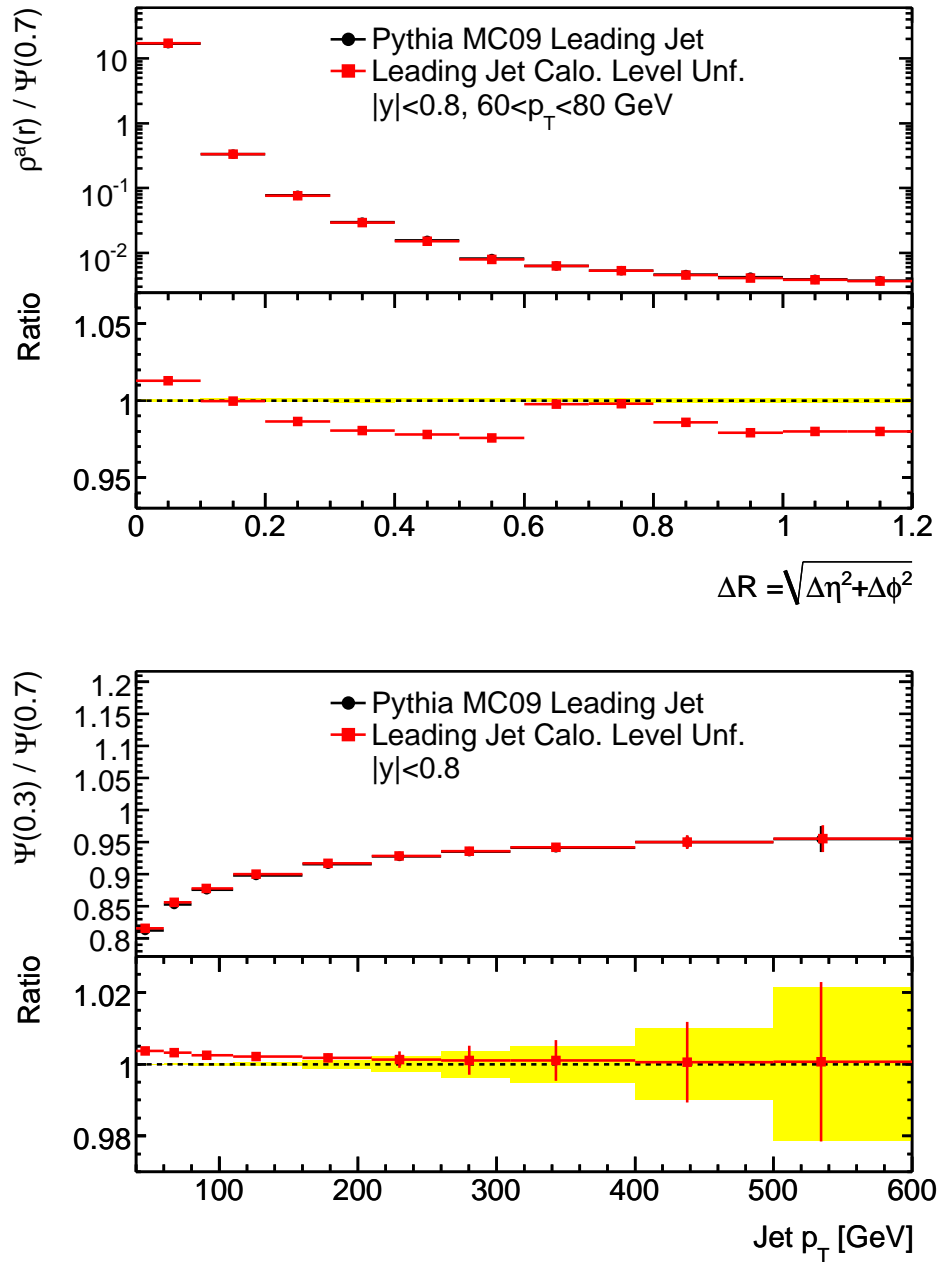 ρᵃ(r) / Ψ(0.7)
10
1
10⁻¹
10⁻²
Pythia MC09 Leading Jet
Leading Jet Calo. Level Unf.
|y|<0.8, 60<p_T<80 GeV
Ratio
1.05
1
0.95
0 0.2 0.4 0.6 0.8 1 1.2
ΔR =√Δη²+Δϕ²
Ψ(0.3) / Ψ(0.7)
1.2
1.15
1.1
1.05
1
0.95
0.9
0.85
0.8
Pythia MC09 Leading Jet
Leading Jet Calo. Level Unf.
|y|<0.8
Ratio
1.02
1
0.98
100 200 300 400 500 600
Jet p_T [GeV]